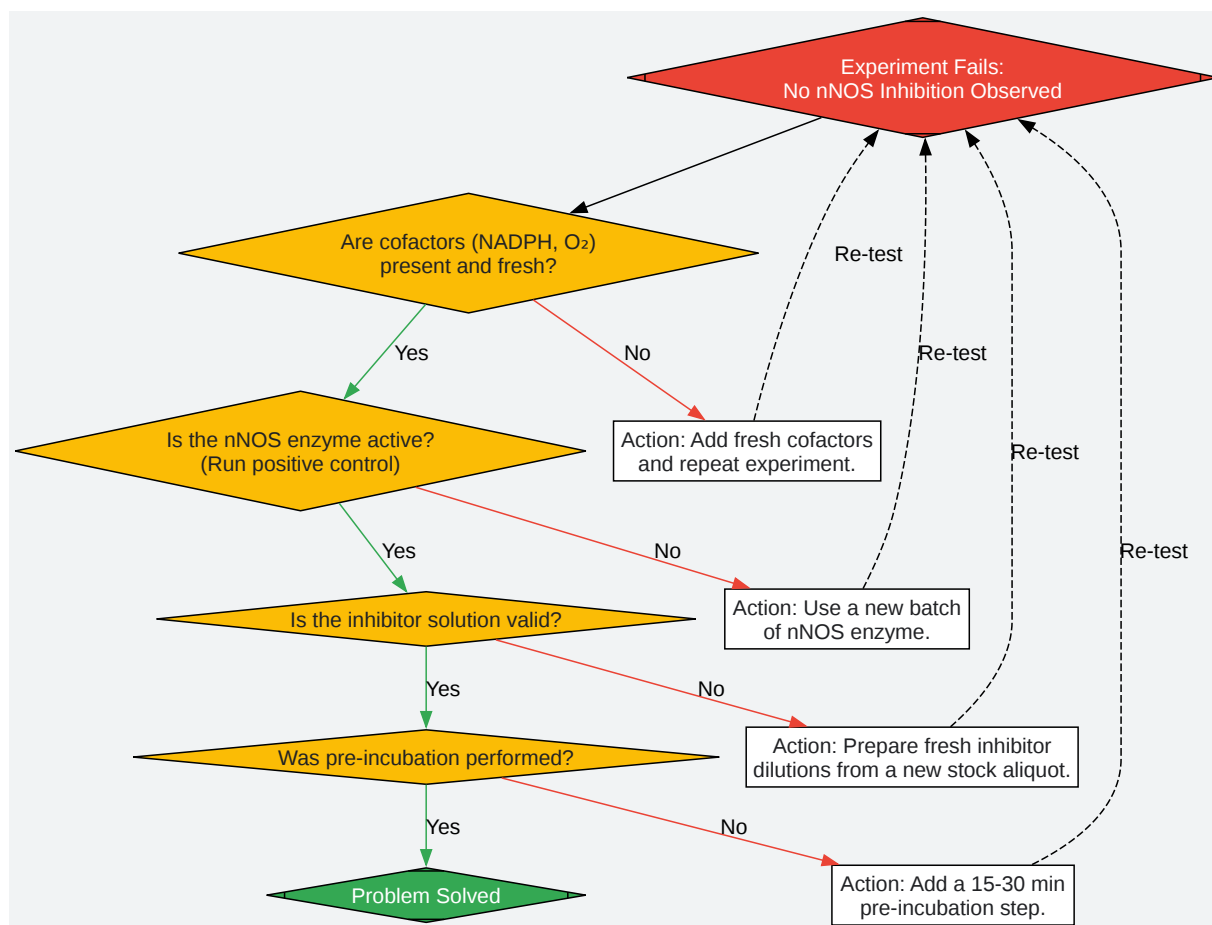 Experiment Fails:
No nNOS Inhibition Observed
Are cofactors (NADPH, O₂)
present and fresh?
Re-test
Yes
No
Re-test
Is the nNOS enzyme active?
(Run positive control)
Action: Add fresh cofactors
and repeat experiment.
Re-test
Yes
No
Re-test
Is the inhibitor solution valid?
Action: Use a new batch
of nNOS enzyme.
Yes
No
Was pre-incubation performed?
Action: Prepare fresh inhibitor
dilutions from a new stock aliquot.
Yes
No
Problem Solved
Action: Add a 15-30 min
pre-incubation step.